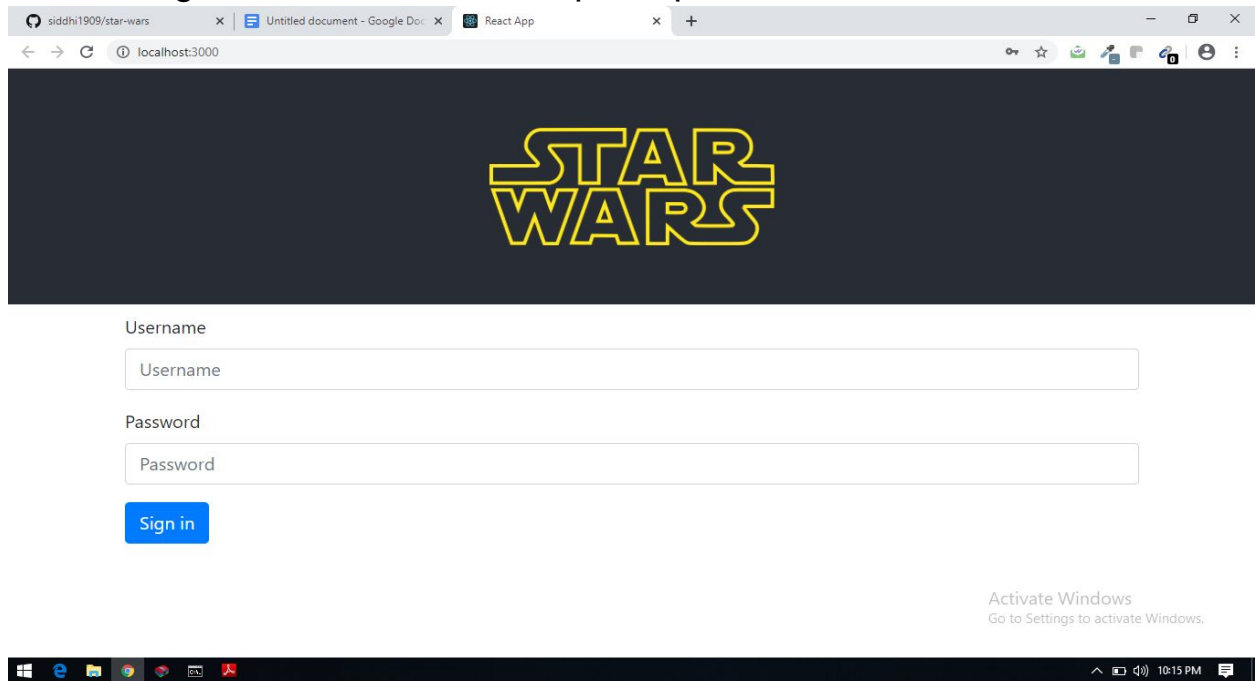 siddhi1909/star-wars
Untitled document - Google Doc
React App
localhost:3000
0
STAR
WARS
Username
Username
Password
Password
Sign in
Activate Windows
Go to Settings to activate Windows.
10:15 PM